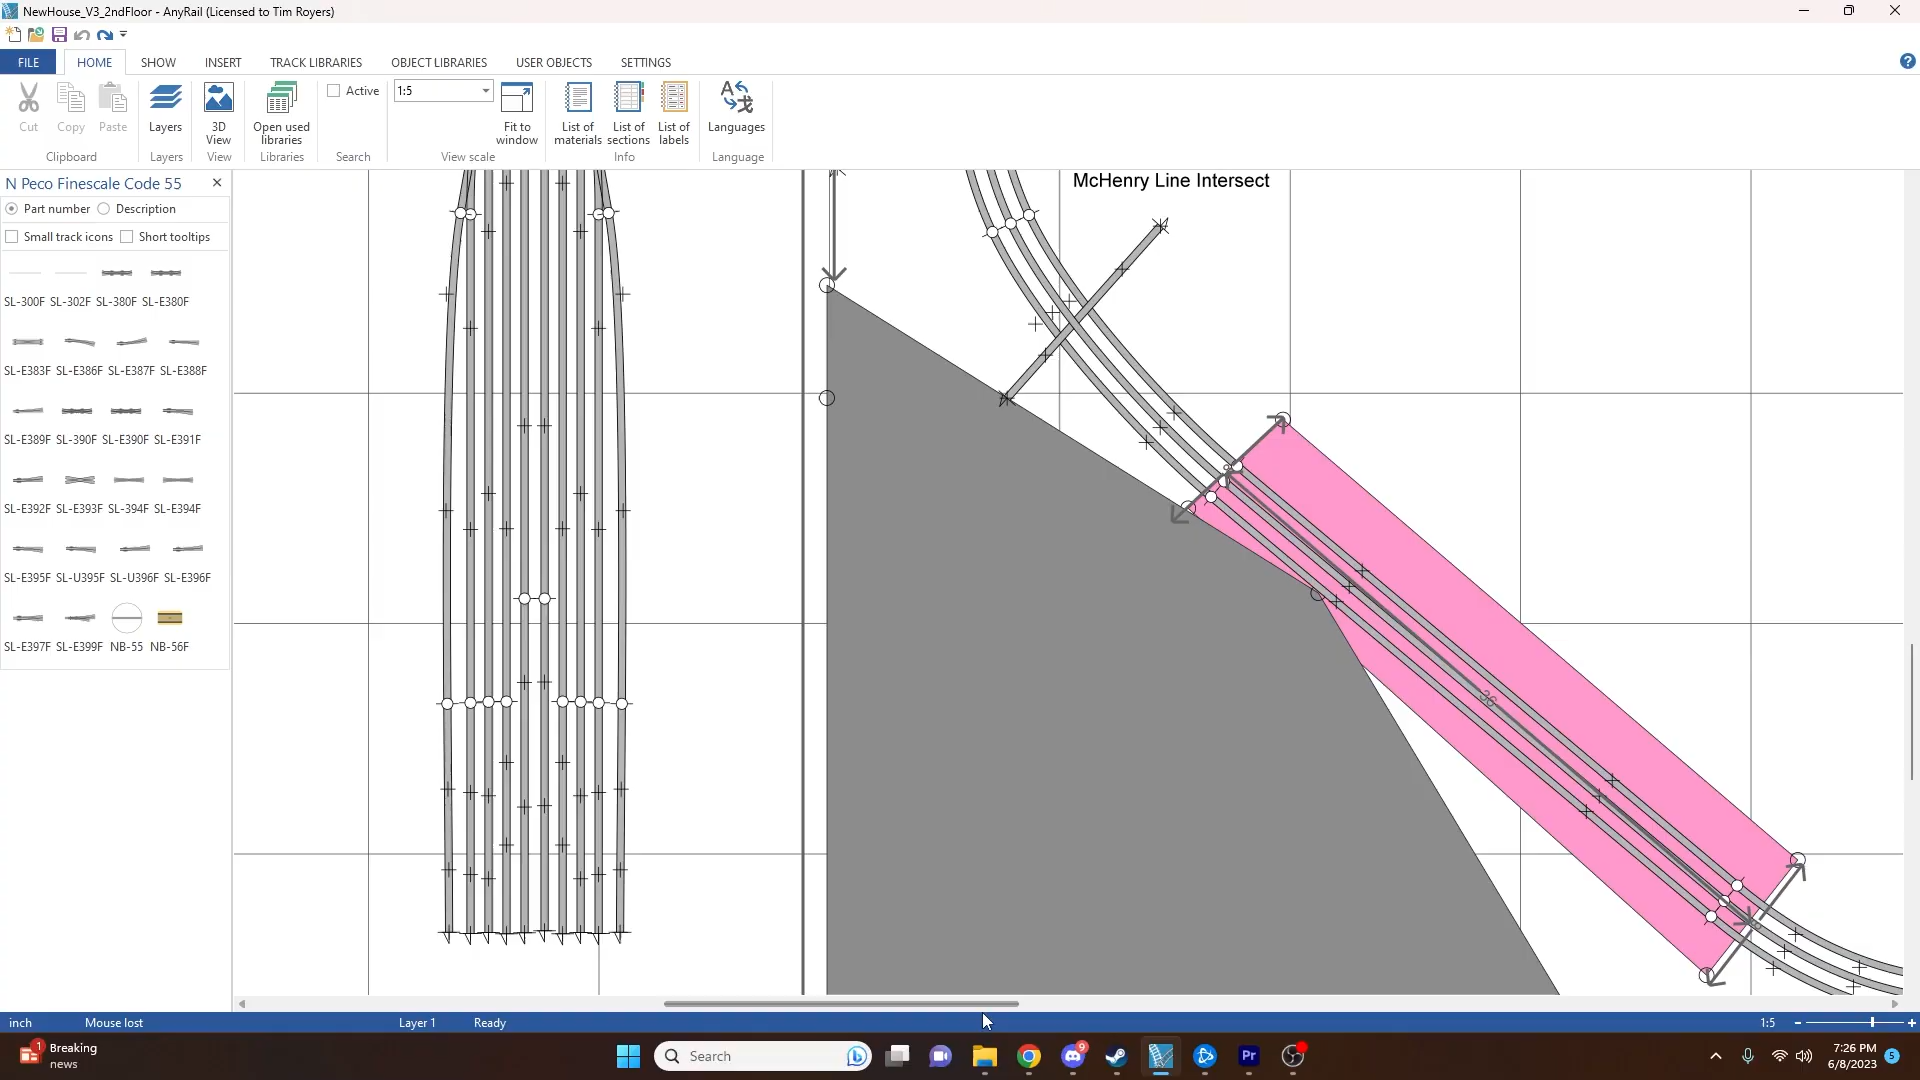 NewHouse_V3_2ndFloor - AnyRail (Licensed to Tim Royers)
FILE HOME SHOW INSERT TRACK LIBRARIES OBJECT LIBRARIES USER OBJECTS SETTINGS
Cut Copy Paste
Clipboard
Layers
Layers
3D View
View
Open used libraries
Libraries
Active
Search
1:5
Fit to window
View scale
List of materials
List of sections
List of labels
Info
Languages
Language
N Peco Finescale Code 55
Part number Description
Small track icons Short tooltips
SL-300F SL-302F SL-380F SL-E380F
SL-E383F SL-E386F SL-E387F SL-E388F
SL-E389F SL-390F SL-E390F SL-E391F
SL-E392F SL-E393F SL-394F SL-E394F
SL-E395F SL-U395F SL-U396F SL-E396F
SL-E397F SL-E399F NB-55 NB-56F
McHenry Line Intersect
36
inch Mouse lost Layer 1 Ready 1:5
1 Breaking
news
Search
9
Pr
7:26 PM
6/8/2023
5